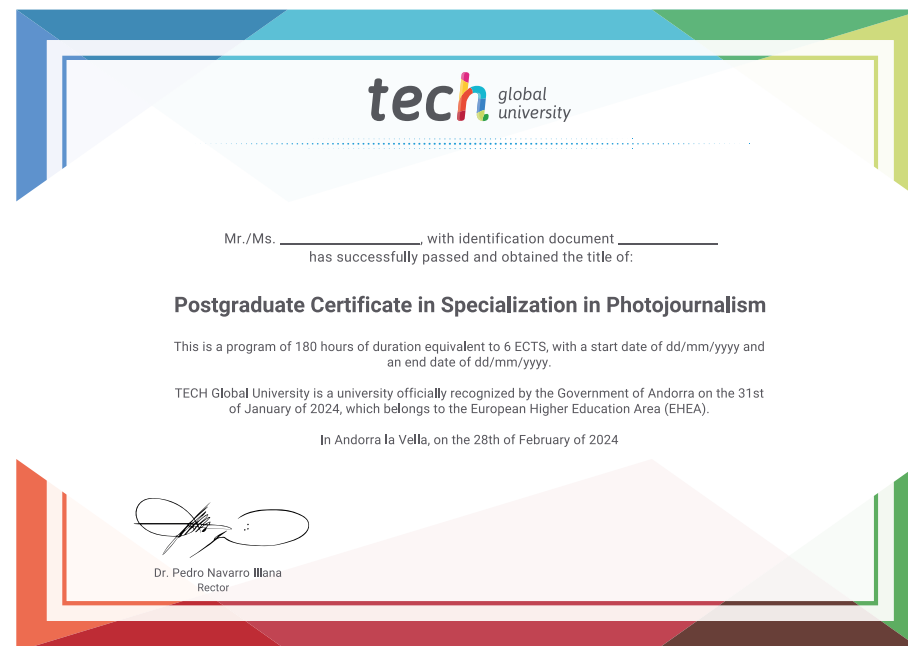 tech global university
Mr./Ms. ____________________, with identification document ______________
has successfully passed and obtained the title of:
Postgraduate Certificate in Specialization in Photojournalism
This is a program of 180 hours of duration equivalent to 6 ECTS, with a start date of dd/mm/yyyy and
an end date of dd/mm/yyyy.
TECH Global University is a university officially recognized by the Government of Andorra on the 31st
of January of 2024, which belongs to the European Higher Education Area (EHEA).
In Andorra la Vella, on the 28th of February of 2024
Dr. Pedro Navarro Illana
Rector